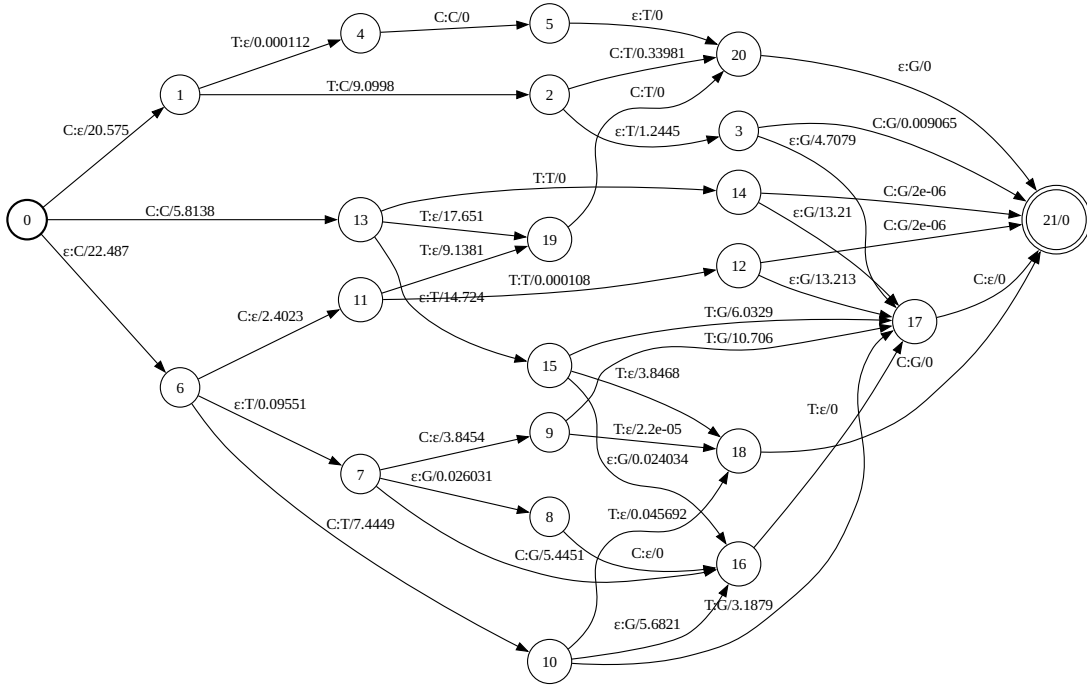 C:C/0
5
ε:T/0
4
T:ε/0.000112
C:T/0.33981
20
ε:G/0
1
T:C/9.0998
2
C:T/0
C:ε/20.575
ε:T/1.2445
3
C:G/0.009065
ε:G/4.7079
T:T/0
14
C:G/2e-06
0
C:C/5.8138
13
T:ε/17.651
19
ε:G/13.21
21/0
C:G/2e-06
ε:C/22.487
T:ε/9.1381
12
11
T:T/0.000108
ε:G/13.213
C:ε/0
ε:T/14.724
C:ε/2.4023
T:G/6.0329
17
15
T:G/10.706
C:G/0
6
T:ε/3.8468
ε:T/0.09551
T:ε/0
C:ε/3.8454
9
T:ε/2.2e-05
18
7
ε:G/0.026031
ε:G/0.024034
8
T:ε/0.045692
C:T/7.4449
C:G/5.4451
C:ε/0
16
T:G/3.1879
ε:G/5.6821
10